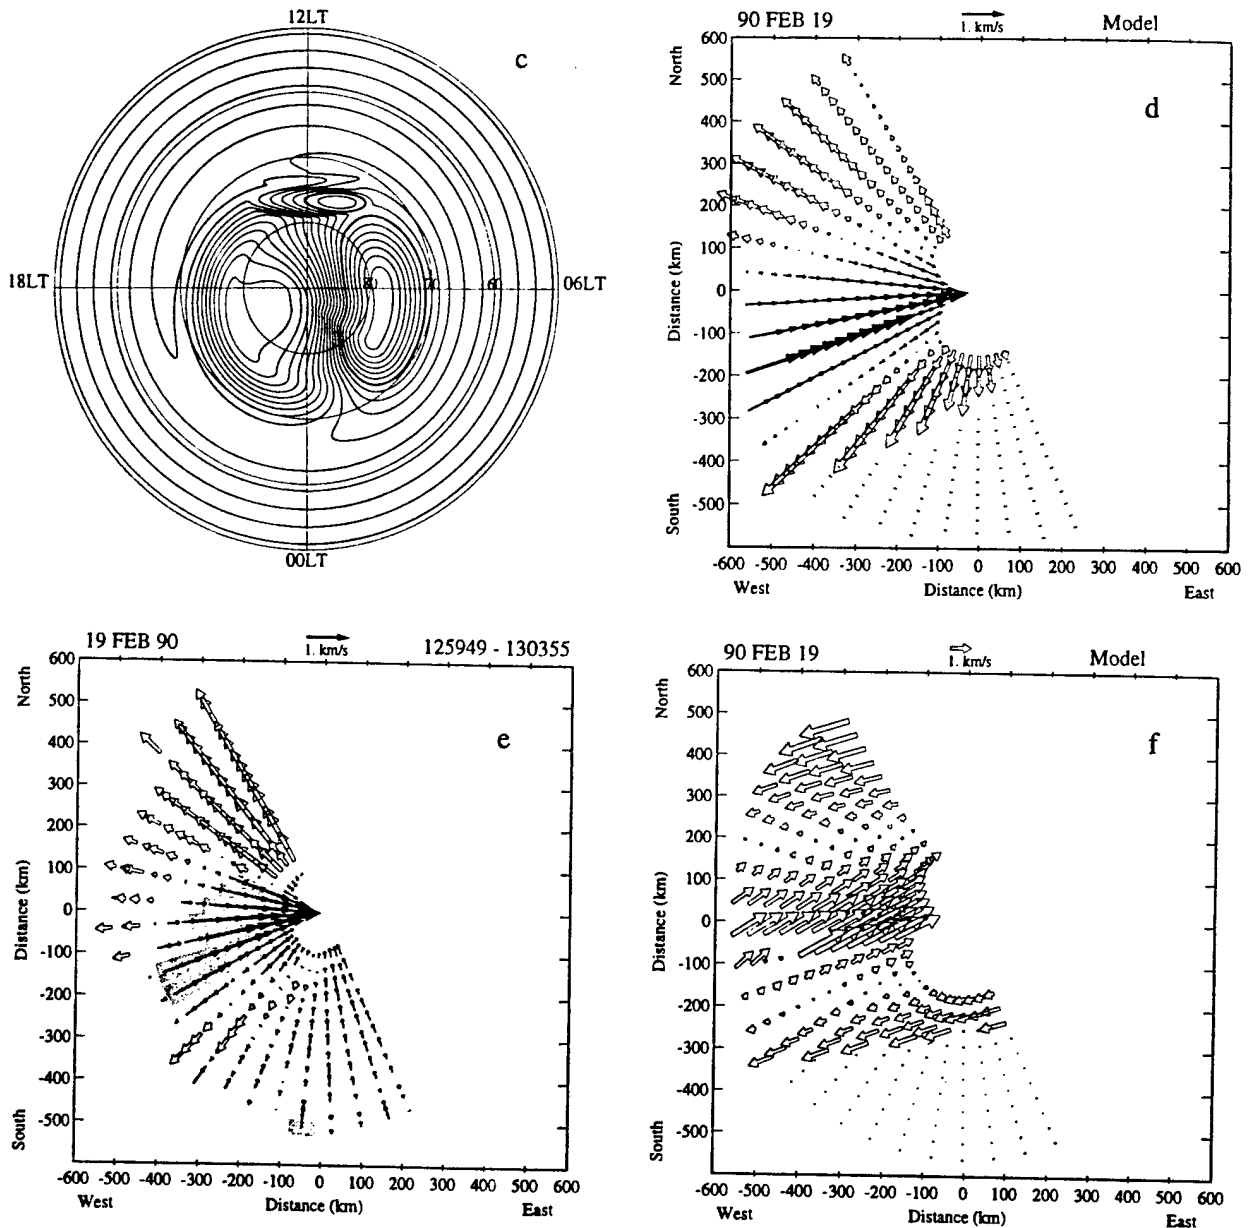 12LT
c
18LT
80
70
60
06LT
00LT
90 FEB 19
1. km/s
Model
d
North
Distance (km)
South
600
500
400
300
200
100
0
-100
-200
-300
-400
-500
-600 -500 -400 -300 -200 -100 0 100 200 300 400 500 600
West Distance (km) East
19 FEB 90
1. km/s
125949 - 130355
e
North
Distance (km)
South
600
500
400
300
200
100
0
-100
-200
-300
-400
-500
-600 -500 -400 -300 -200 -100 0 100 200 300 400 500 600
West Distance (km) East
90 FEB 19
1. km/s
Model
f
North
Distance (km)
South
600
500
400
300
200
100
0
-100
-200
-300
-400
-500
-600 -500 -400 -300 -200 -100 0 100 200 300 400 500 600
West Distance (km) East